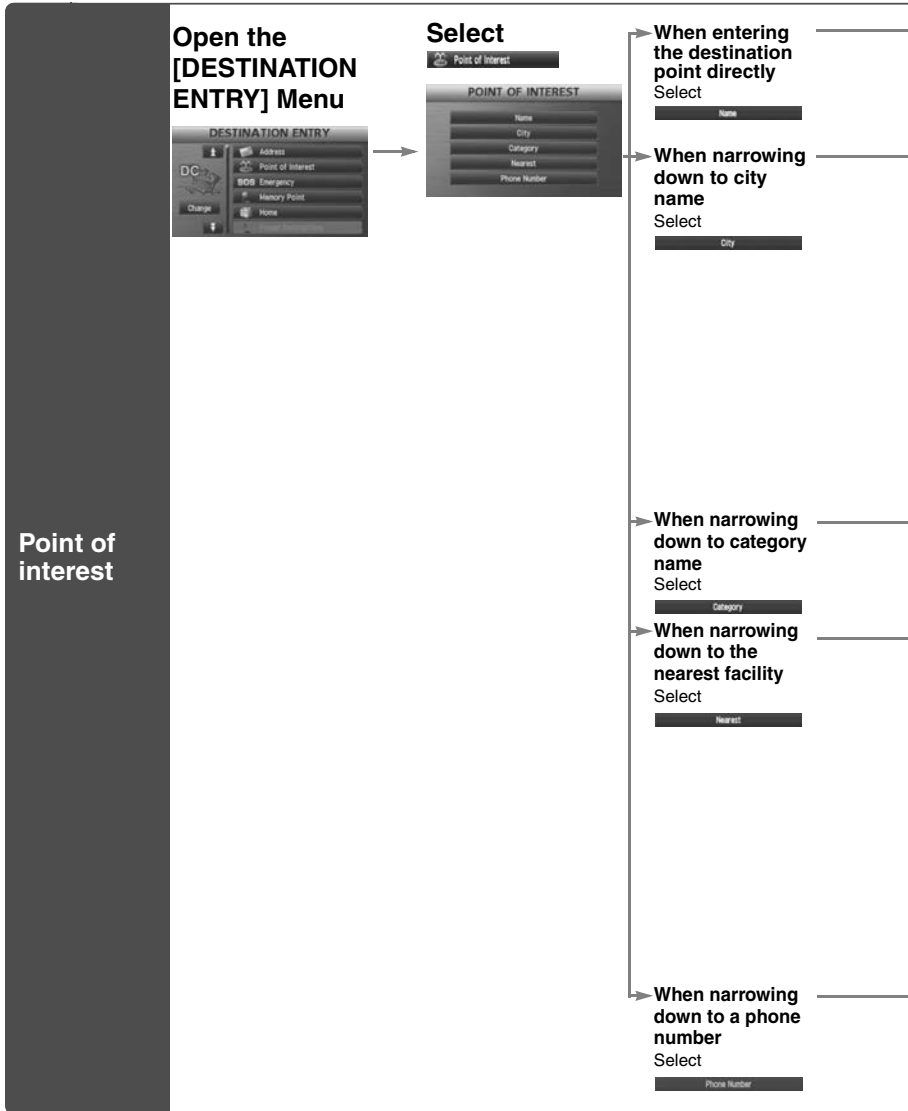 Point of
interest
Open the
[DESTINATION
ENTRY] Menu
DESTINATION ENTRY
DC
Change
Address
Point of Interest
SOS Emergency
Memory Point
Home
Select
Point of Interest
POINT OF INTEREST
Name
City
Category
Nearest
Phone Number
When entering
the destination
point directly
Select
Name
When narrowing
down to city
name
Select
City
When narrowing
down to category
name
Select
Category
When narrowing
down to the
nearest facility
Select
Nearest
When narrowing
down to a phone
number
Select
Phone Number